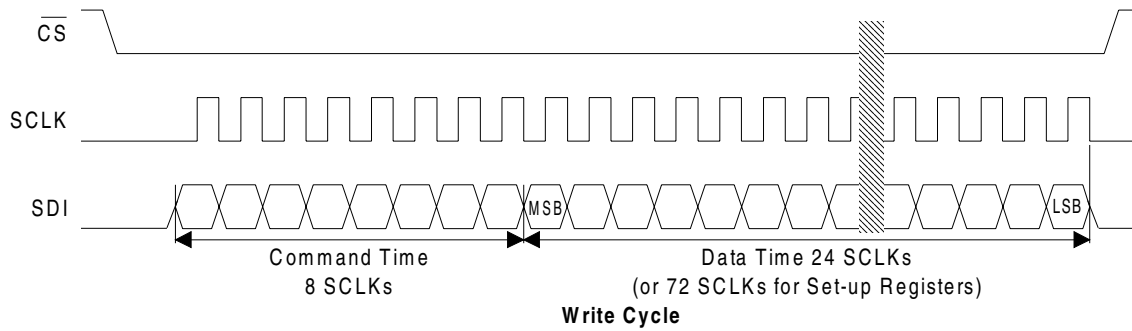 CS
SCLK
SDI
MSB
LSB
Command Time
8 SCLKs
Data Time 24 SCLKs
(or 72 SCLKs for Set-up Registers)
Write Cycle